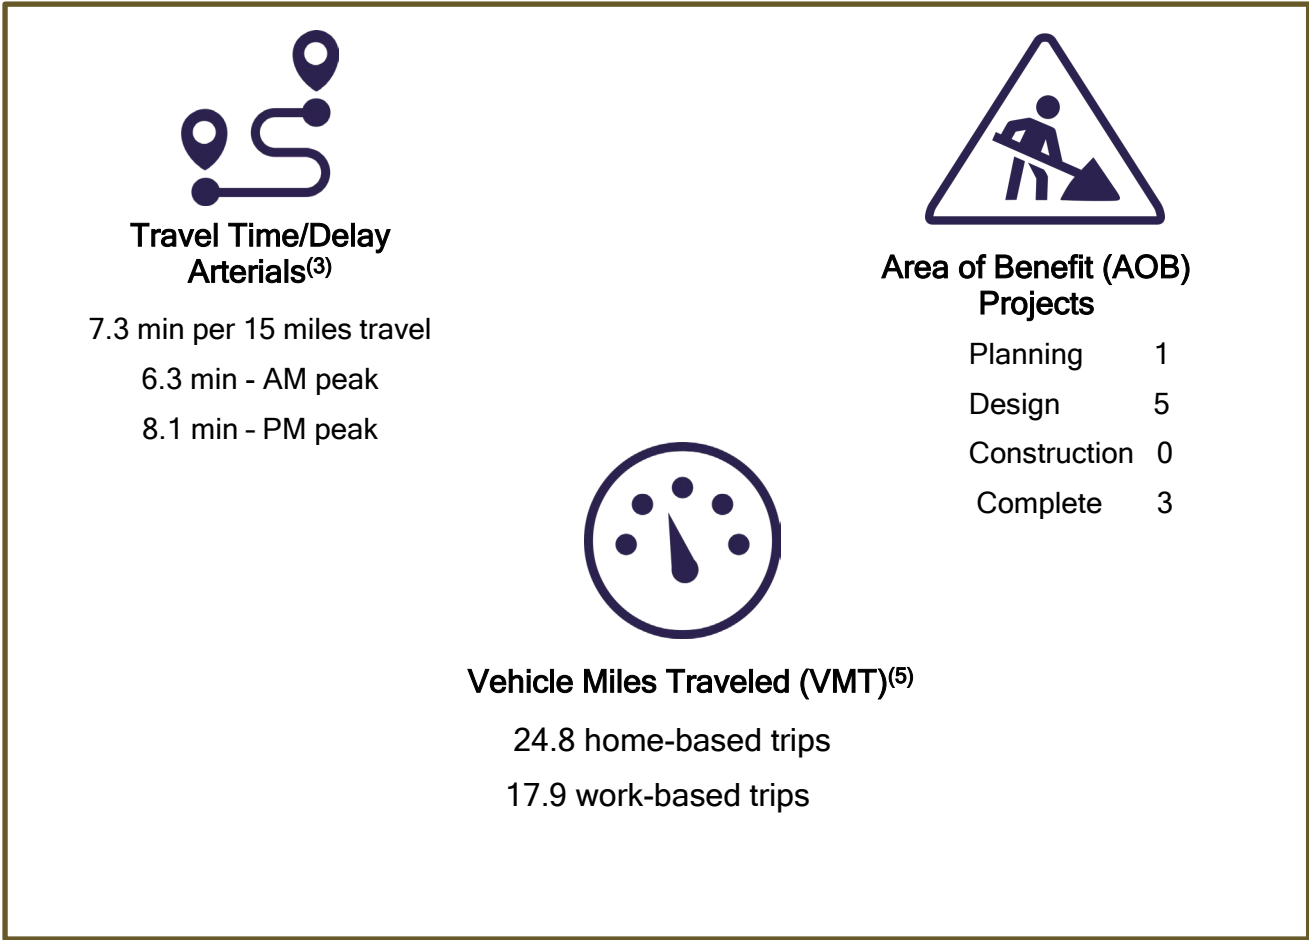 Travel Time/Delay
Arterials(3)
7.3 min per 15 miles travel
6.3 min - AM peak
8.1 min – PM peak
Area of Benefit (AOB)
Projects
Planning 1
Design 5
Construction 0
Complete 3
Vehicle Miles Traveled (VMT)(5)
24.8 home-based trips
17.9 work-based trips